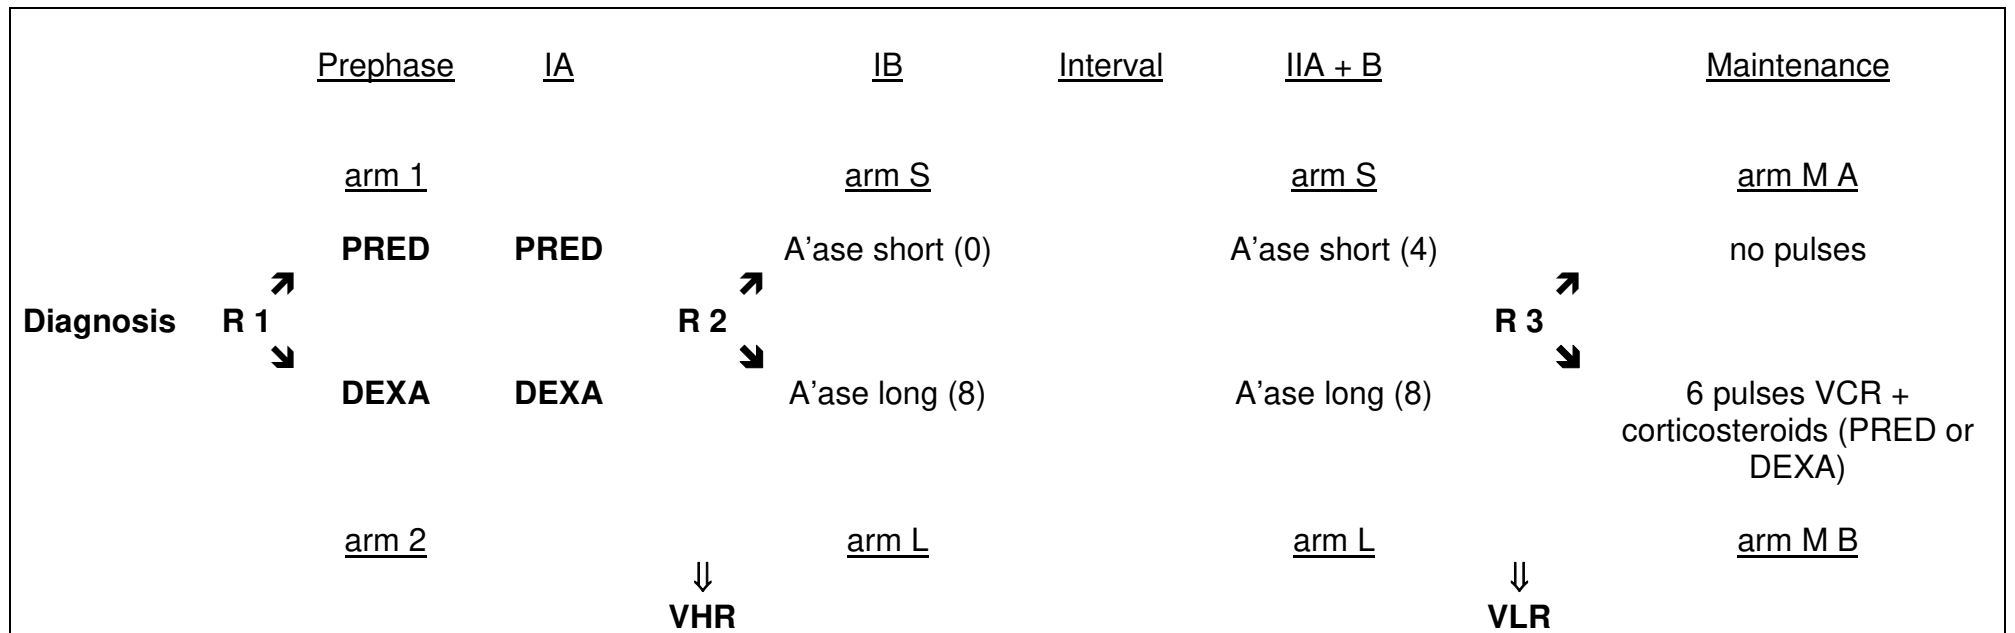 Prephase IA IB Interval IIA + B Maintenance
arm 1 arm S arm S arm M A
PRED PRED A'ase short (0) A'ase short (4) no pulses
Diagnosis R 1 R 2 R 3
DEXA DEXA A'ase long (8) A'ase long (8) 6 pulses VCR +
corticosteroids (PRED or
DEXA)
arm 2 arm L arm L arm M B
VHR VLR